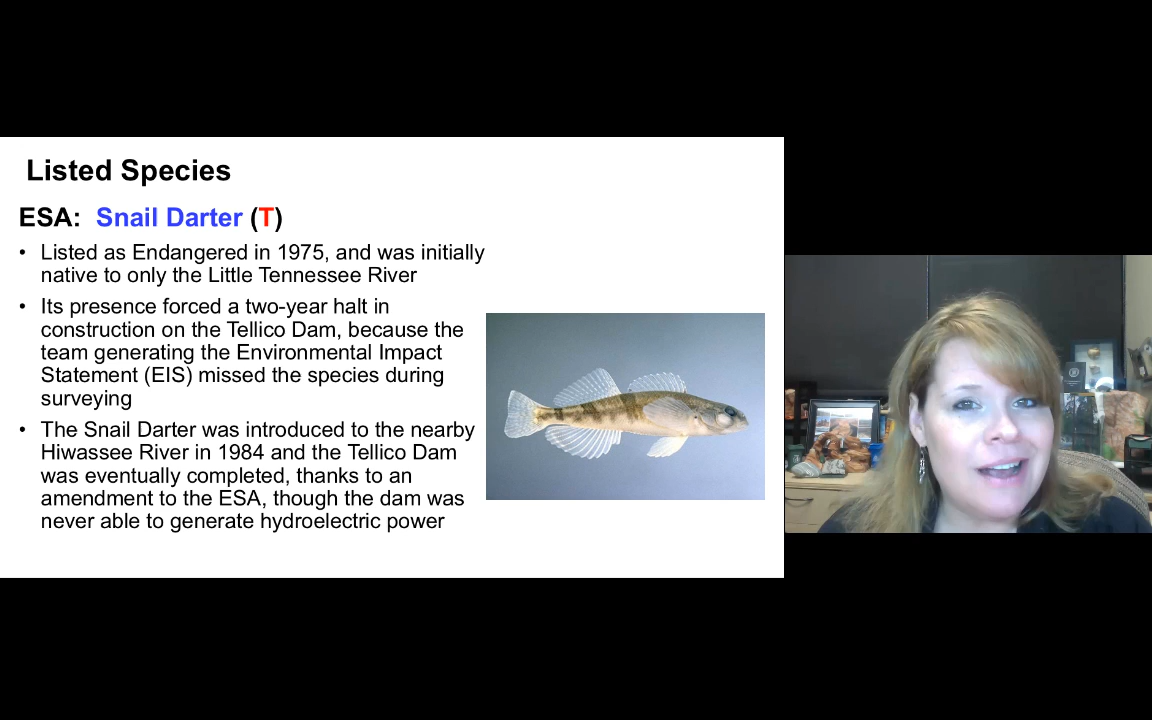 Listed Species
ESA: Snail Darter (T)
• Listed as Endangered in 1975, and was initially
native to only the Little Tennessee River
• Its presence forced a two-year halt in
construction on the Tellico Dam, because the
team generating the Environmental Impact
Statement (EIS) missed the species during
surveying
• The Snail Darter was introduced to the nearby
Hiwassee River in 1984 and the Tellico Dam
was eventually completed, thanks to an
amendment to the ESA, though the dam was
never able to generate hydroelectric power